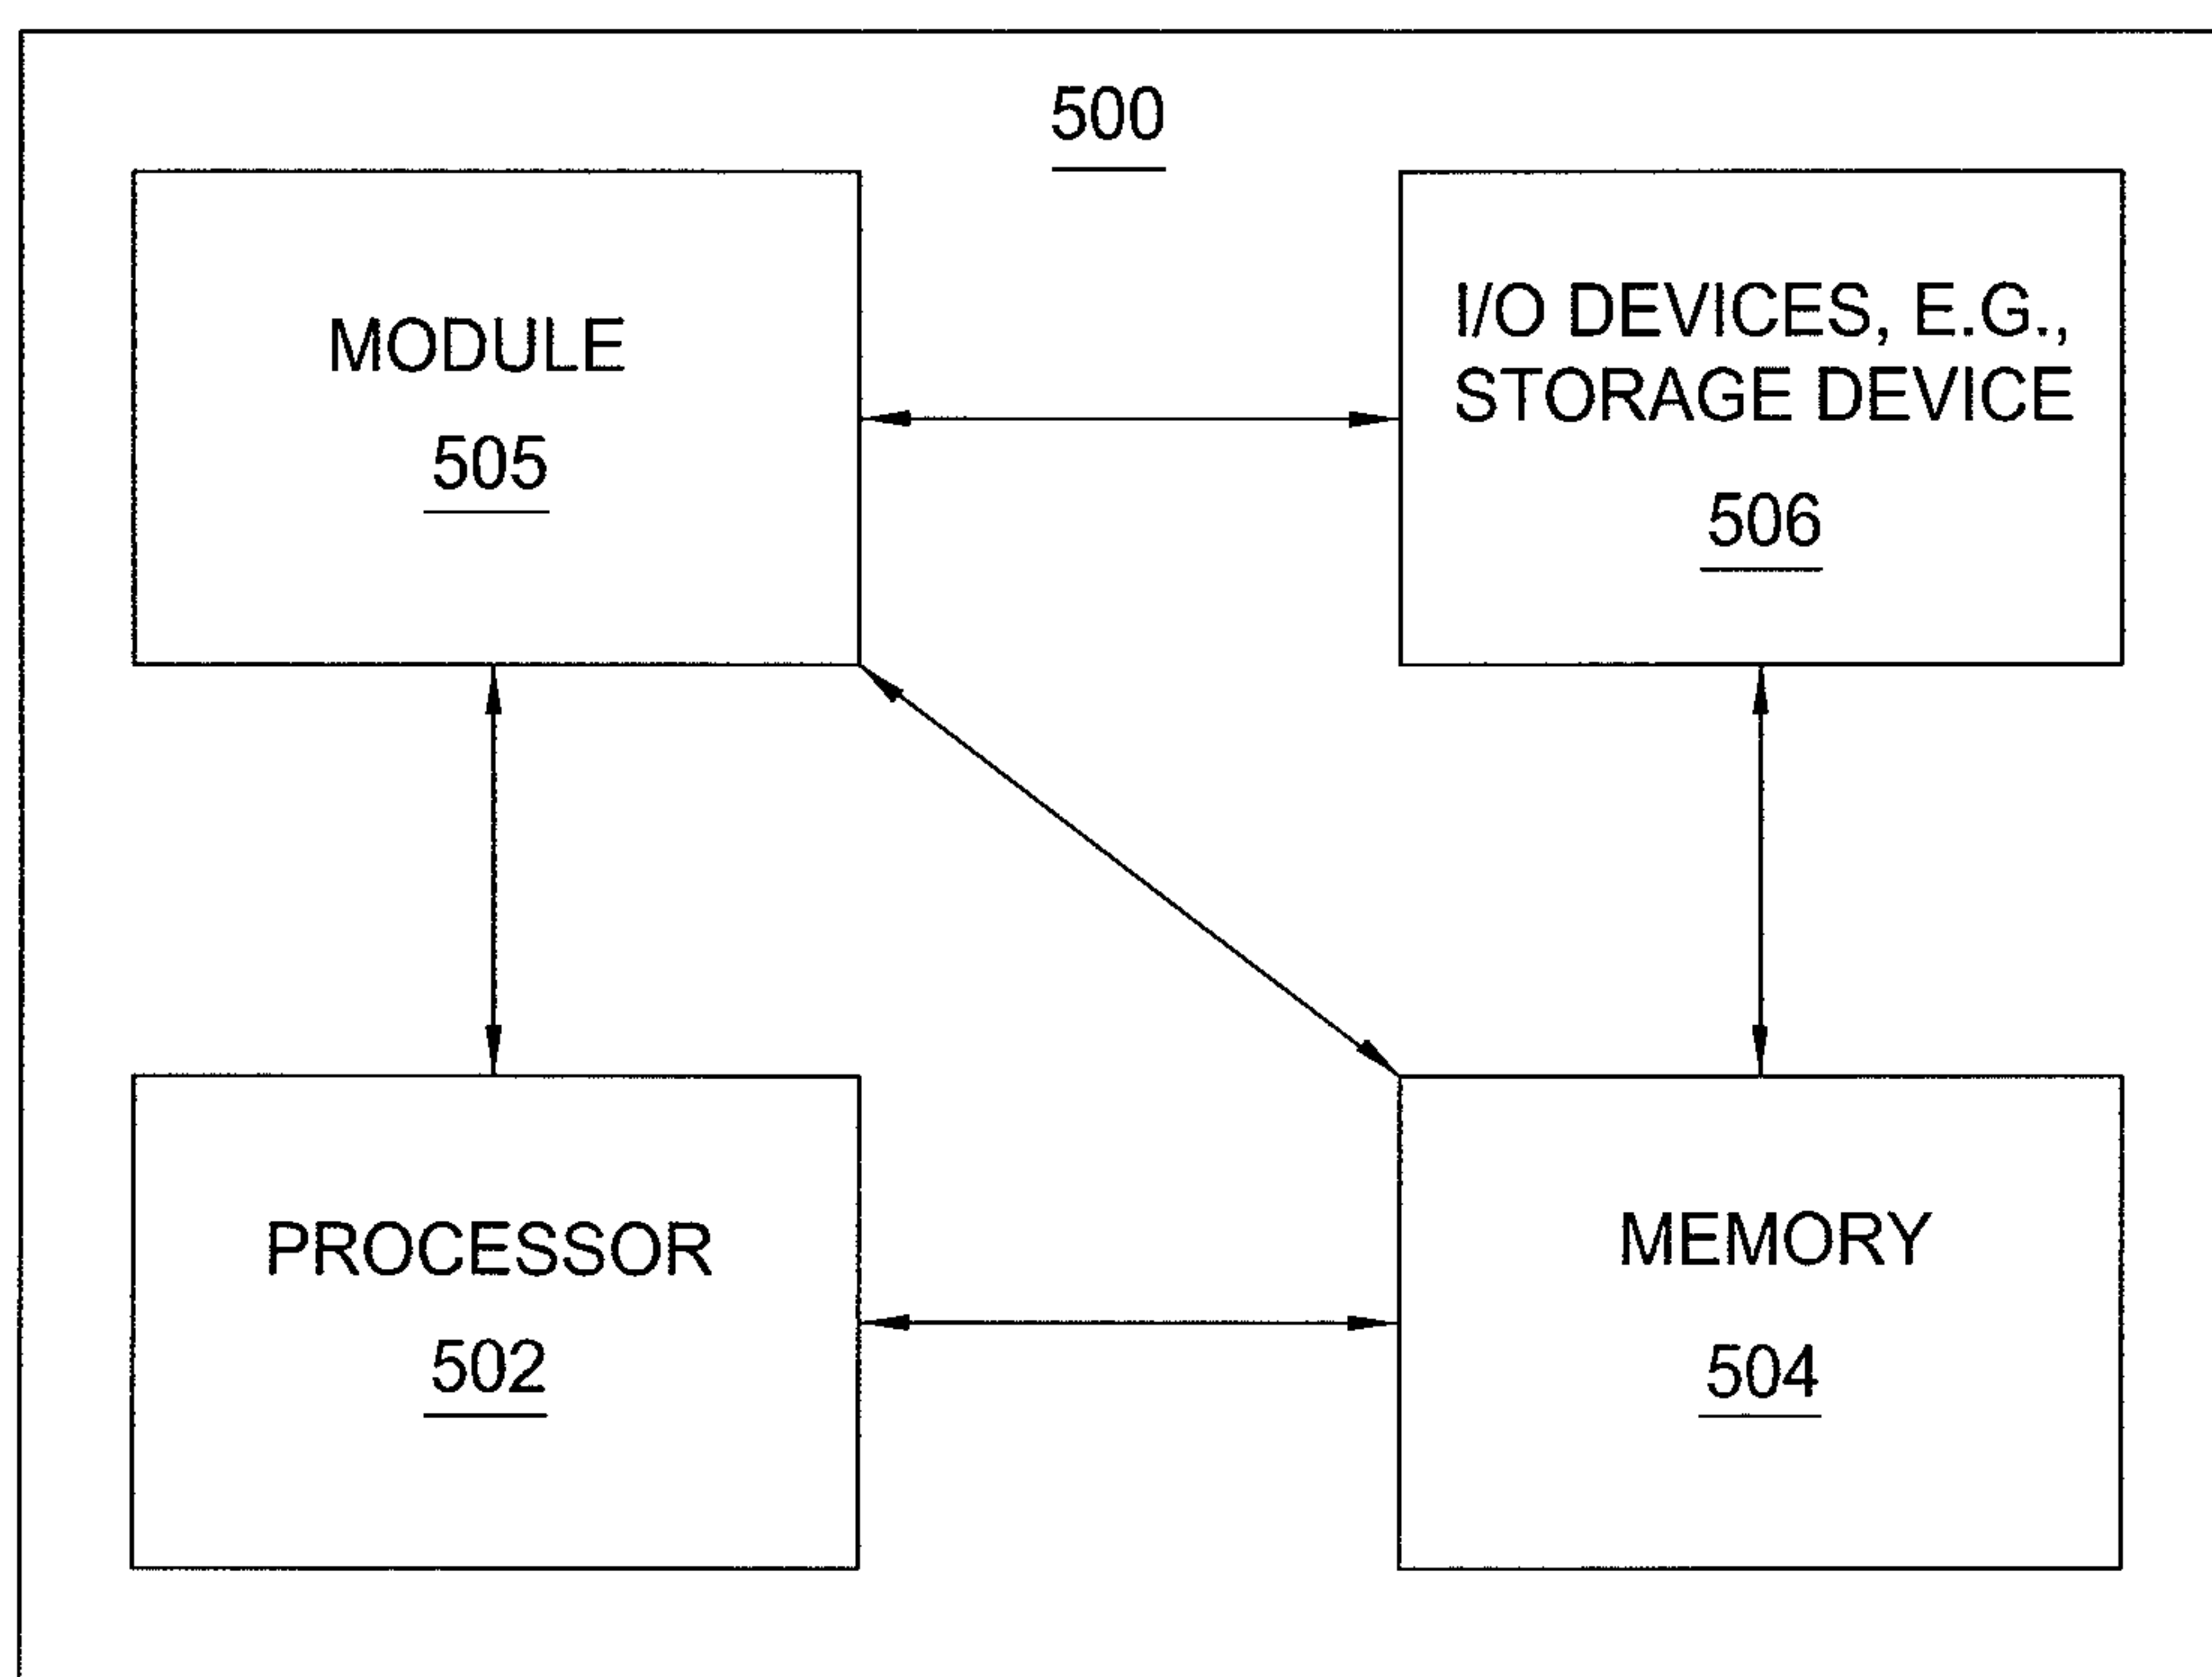 500
MODULE
505
I/O DEVICES, E.G.,
STORAGE DEVICE
506
PROCESSOR
502
MEMORY
504